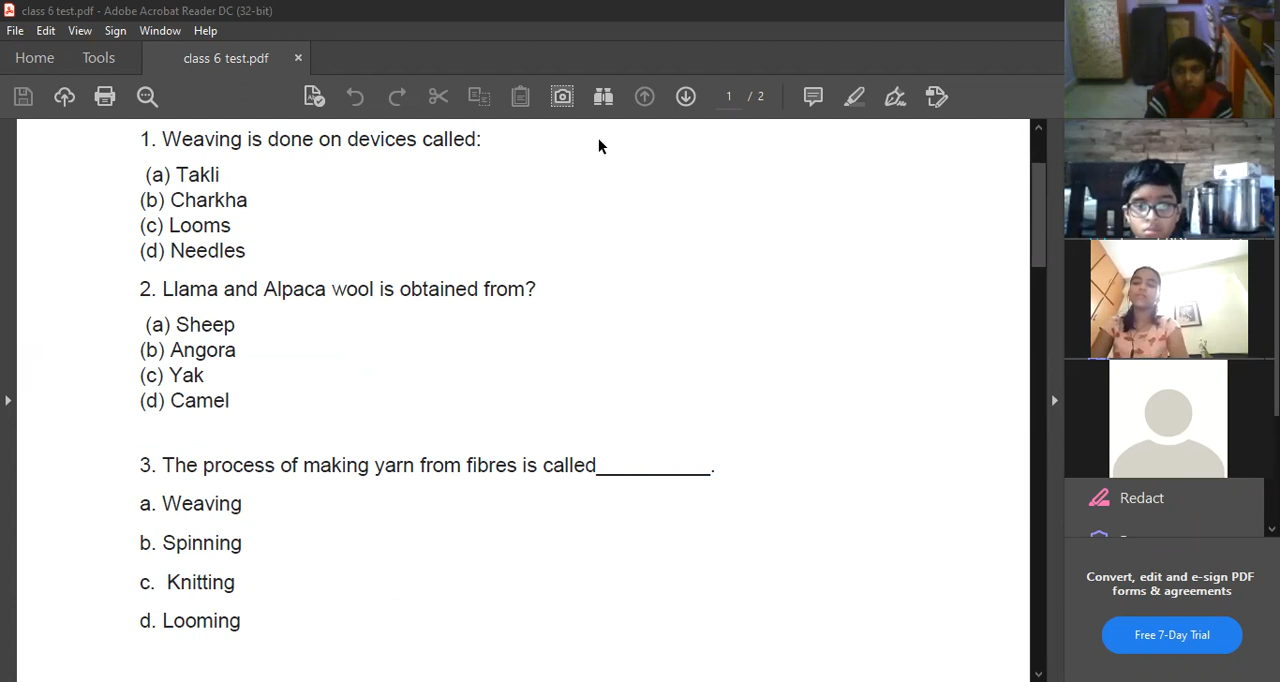 class 6 test.pdf - Adobe Acrobat Reader DC (32-bit)
File Edit View Sign Window Help
Home Tools class 6 test.pdf ×
1 / 2
1. Weaving is done on devices called:
(a) Takli
(b) Charkha
(c) Looms
(d) Needles
2. Llama and Alpaca wool is obtained from?
(a) Sheep
(b) Angora
(c) Yak
(d) Camel
3. The process of making yarn from fibres is called__________.
a. Weaving
b. Spinning
c. Knitting
d. Looming
Redact
Convert, edit and e-sign PDF
forms & agreements
Free 7-Day Trial